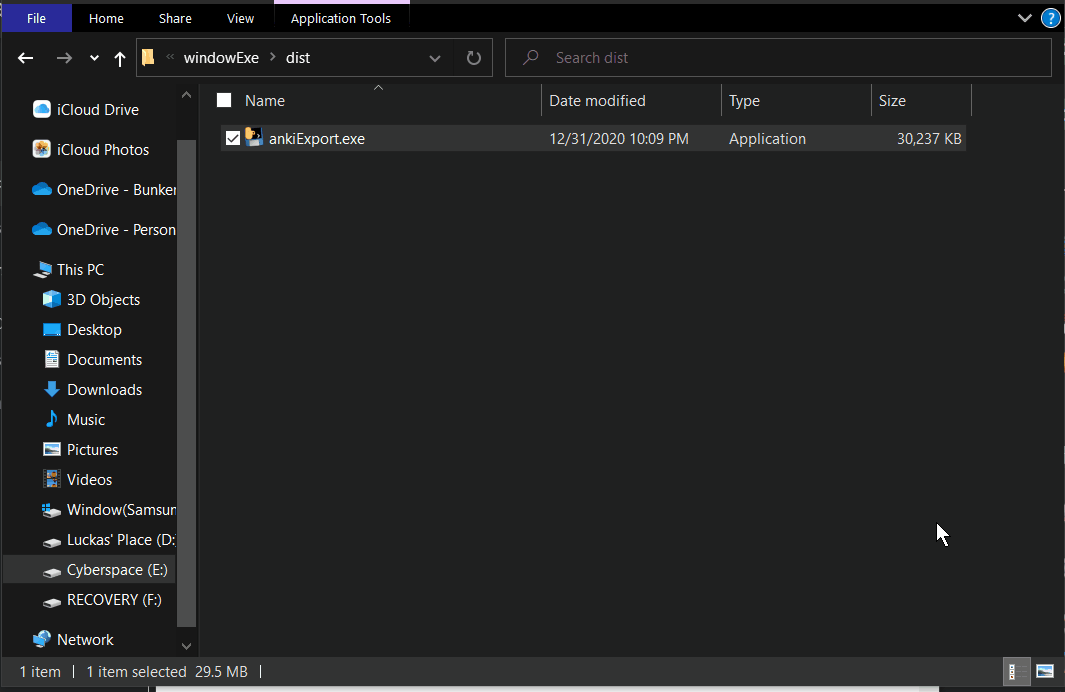 File Home Share View Application Tools
« windowExe > dist Search dist
Name Date modified Type Size
ankiExport.exe 12/31/2020 10:09 PM Application 30,237 KB
iCloud Drive
iCloud Photos
OneDrive - Bunker
OneDrive - Person
This PC
3D Objects
Desktop
Documents
Downloads
Music
Pictures
Videos
Window(Samsun
Luckas' Place (D:
Cyberspace (E:)
RECOVERY (F:)
Network
1 item | 1 item selected 29.5 MB |